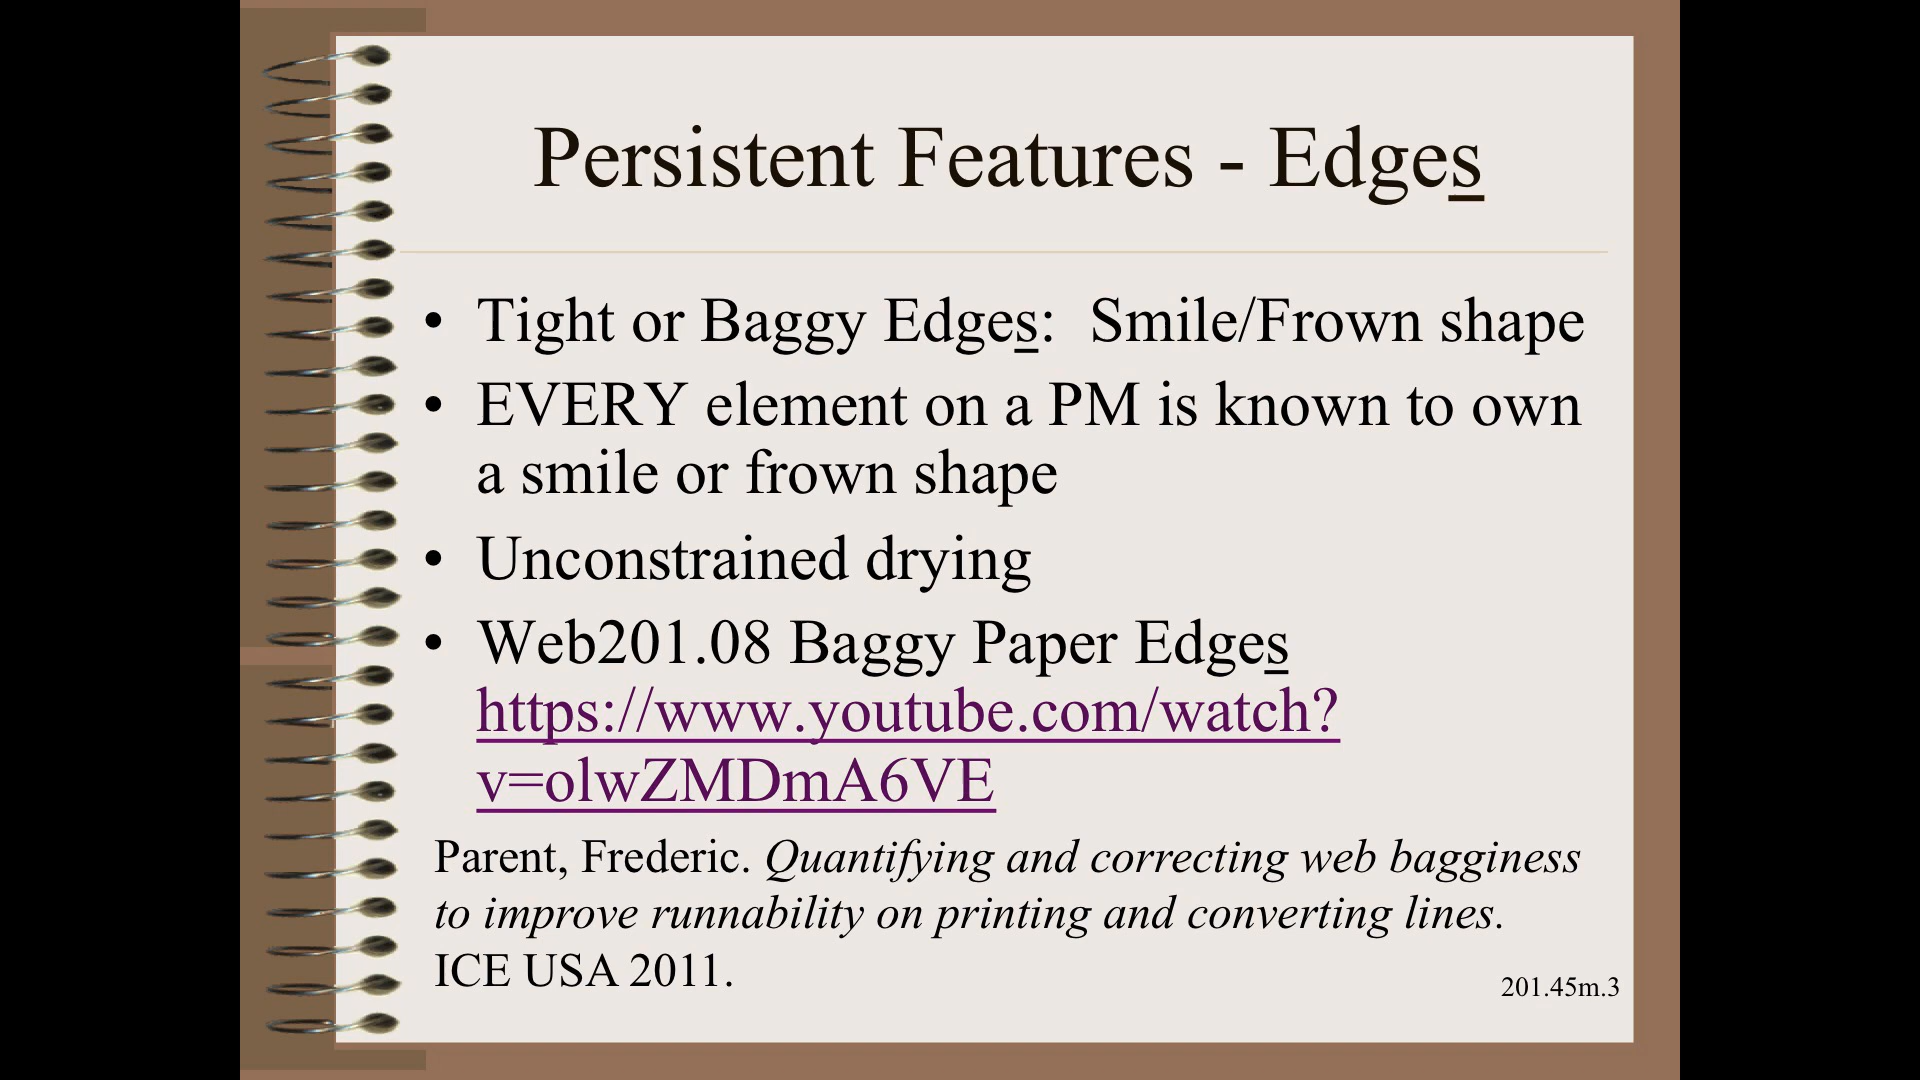 Persistent Features - Edges
• Tight or Baggy Edges:  Smile/Frown shape
• EVERY element on a PM is known to own
a smile or frown shape
• Unconstrained drying
• Web201.08 Baggy Paper Edges
https://www.youtube.com/watch?
v=olwZMDmA6VE
Parent, Frederic. Quantifying and correcting web bagginess
to improve runnability on printing and converting lines.
ICE USA 2011.
201.45m.3